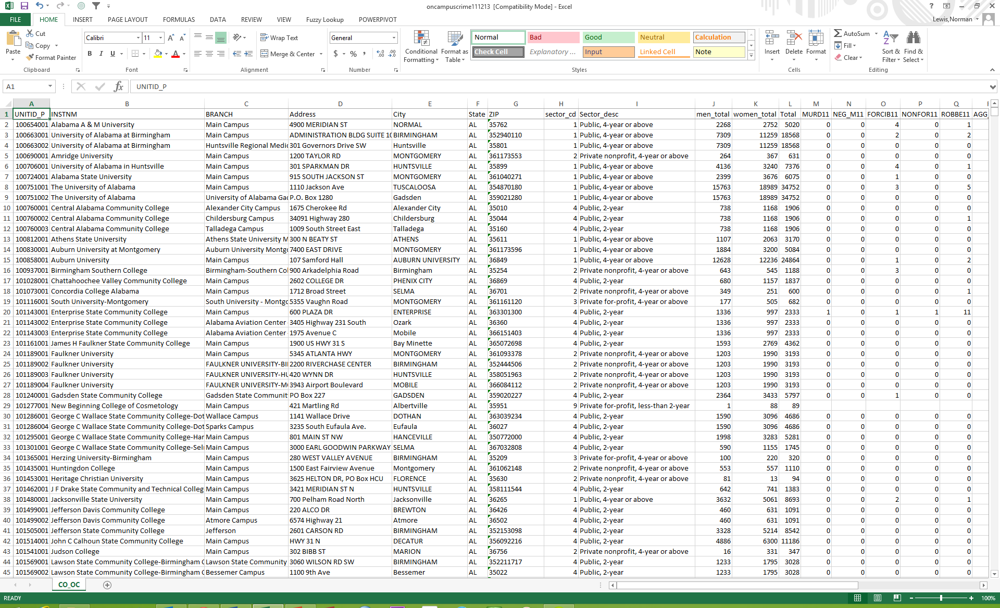 oncampuscrime111213 [Compatibility Mode] - Excel
FILE HOME INSERT PAGE LAYOUT FORMULAS DATA REVIEW VIEW Fuzzy Lookup POWERPIVOT Lewis,Norman
Paste Cut Copy Format Painter
Calibri 11 B I U A
Wrap Text Merge & Center
General $ %
Conditional Formatting Format as Table
Normal Bad Good Neutral Calculation
Check Cell Explanatory ... Input Linked Cell Note
Insert Delete Format
AutoSum Fill Clear Sort & Filter Find & Select
Clipboard Font Alignment Number Styles Cells Editing
A1 fx UNITID_P
A B C D E F G H I J K L M N O P Q
1 UNITID_P INSTNM BRANCH Address City State ZIP sector_cd Sector_desc men_total women_total Total MURD11 NEG_M11 FORCIB11 NONFOR11 ROBBE11 AGG_
2 100654001 Alabama A & M University Main Campus 4900 MERIDIAN ST NORMAL AL 35762 1 Public, 4-year or above 2268 2752 5020 0 0 4 0 1
3 100663001 University of Alabama at Birmingham Main Campus ADMINISTRATION BLDG SUITE 10 BIRMINGHAM AL 352940110 1 Public, 4-year or above 7309 11259 18568 0 0 2 0 2
4 100663002 University of Alabama at Birmingham Huntsville Regional Medic 301 Governors Drive SW Huntsville AL 35801 1 Public, 4-year or above 7309 11259 18568 0 0 0 0 0
5 100690001 Amridge University Main Campus 1200 TAYLOR RD MONTGOMERY AL 361173553 2 Private nonprofit, 4-year or above 264 367 631 0 0 0 0 0
6 100706001 University of Alabama in Huntsville Main Campus 301 SPARKMAN DR HUNTSVILLE AL 35899 1 Public, 4-year or above 4136 3240 7376 0 0 4 0 1
7 100724001 Alabama State University Main Campus 915 SOUTH JACKSON ST MONTGOMERY AL 361040271 1 Public, 4-year or above 2399 3676 6075 0 0 1 0 0
8 100751001 The University of Alabama Main Campus 1110 Jackson Ave TUSCALOOSA AL 354870180 1 Public, 4-year or above 15763 18989 34752 0 0 3 0 5
9 100751002 The University of Alabama University of Alabama Gad P.O. Box 1280 Gadsden AL 359021280 1 Public, 4-year or above 15763 18989 34752 0 0 0 0 0
10 100760001 Central Alabama Community College Alexander City Campus 1675 Cherokee Rd Alexander City AL 35010 4 Public, 2-year 738 1168 1906 0 0 0 0 0
11 100760002 Central Alabama Community College Childersburg Campus 34091 Highway 280 Childersburg AL 35044 4 Public, 2-year 738 1168 1906 0 0 0 0 1
12 100760003 Central Alabama Community College Talladega Campus 1009 South Street East Talladega AL 35160 4 Public, 2-year 738 1168 1906 0 0 0 0 0
13 100812001 Athens State University Athens State University M 300 N BEATY ST ATHENS AL 35611 1 Public, 4-year or above 1107 2063 3170 0 0 0 0 0
14 100830001 Auburn University at Montgomery Auburn University Montgo 7400 EAST DRIVE MONTGOMERY AL 361173596 1 Public, 4-year or above 1884 3200 5084 0 0 0 0 0
15 100858001 Auburn University Main Campus 107 Samford Hall AUBURN UNIVERSITY AL 36849 1 Public, 4-year or above 12628 12236 24864 0 0 1 0 2
16 100937001 Birmingham Southern College Birmingham-Southern Col 900 Arkadelphia Road Birmingham AL 35254 2 Private nonprofit, 4-year or above 643 545 1188 0 0 3 0 0
17 101028001 Chattahoochee Valley Community College Main Campus 2602 COLLEGE DR PHENIX CITY AL 36869 4 Public, 2-year 680 1157 1837 0 0 0 0 0
18 101073001 Concordia College Alabama Main Campus 1712 Broad Street SELMA AL 36701 2 Private nonprofit, 4-year or above 349 251 600 0 0 0 0 1
19 101116001 South University-Montgomery South University - Montgo 5355 Vaughn Road MONTGOMERY AL 361161120 3 Private for-profit, 4-year or above 177 505 682 0 0 0 0 0
20 101143001 Enterprise State Community College Main Campus 600 PLAZA DR ENTERPRISE AL 363301300 4 Public, 2-year 1336 997 2333 1 0 1 1 11
21 101143002 Enterprise State Community College Alabama Aviation Center 3405 Highway 231 South Ozark AL 36360 4 Public, 2-year 1336 997 2333 0 0 0 0 0
22 101143003 Enterprise State Community College Alabama Aviation Center 1975 Avenue C Mobile AL 366151403 4 Public, 2-year 1336 997 2333 0 0 0 0 0
23 101161001 James H Faulkner State Community College Main Campus 1900 US HWY 31 S Bay Minette AL 365072698 4 Public, 2-year 1593 2769 4362 0 0 0 0 0
24 101189001 Faulkner University Main Campus 5345 ATLANTA HWY MONTGOMERY AL 361093378 2 Private nonprofit, 4-year or above 1203 1990 3193 0 0 0 0 0
25 101189002 Faulkner University FAULKNER UNIVERSITY-BI 2200 RIVERCHASE CENTER BIRMINGHAM AL 352444506 2 Private nonprofit, 4-year or above 1203 1990 3193 0 0 0 0 0
26 101189003 Faulkner University FAULKNER UNIVERSITY-HU 420 WYNN DR HUNTSVILLE AL 358051963 2 Private nonprofit, 4-year or above 1203 1990 3193 0 0 0 0 0
27 101189004 Faulkner University FAULKNER UNIVERSITY-M 3943 Airport Boulevard MOBILE AL 366084112 2 Private nonprofit, 4-year or above 1203 1990 3193 0 0 0 0 0
28 101240001 Gadsden State Community College Gadsden State Communit PO Box 227 GADSDEN AL 359020227 4 Public, 2-year 2364 3433 5797 0 0 1 0 0
29 101277001 New Beginning College of Cosmetology Main Campus 421 Martling Rd Albertville AL 35951 9 Private for-profit, less-than 2-year 1 88 89
30 101286001 George C Wallace State Community College-Dot Wallace Campus 1141 Wallace Drive DOTHAN AL 363039234 4 Public, 2-year 1590 3096 4686 0 0 0 0 0
31 101286004 George C Wallace State Community College-Dot Sparks Campus 3235 South Eufaula Ave. Eufaula AL 36027 4 Public, 2-year 1590 3096 4686 0 0 0 0 0
32 101295001 George C Wallace State Community College-Har Main Campus 801 MAIN ST NW HANCEVILLE AL 350772000 4 Public, 2-year 1998 3283 5281 0 0 0 0 0
33 101301001 George C Wallace State Community College-Sel Main Campus 3000 EARL GOODWIN PARKWAY SELMA AL 367032808 4 Public, 2-year 590 1155 1745 0 0 0 0 0
34 101365001 Herzing University-Birmingham Main Campus 280 WEST VALLEY AVENUE BIRMINGHAM AL 35209 3 Private for-profit, 4-year or above 100 220 320 0 0 0 0 0
35 101435001 Huntingdon College Main Campus 1500 East Fairview Avenue Montgomery AL 361062148 2 Private nonprofit, 4-year or above 553 557 1110 0 0 0 0 0
36 101453001 Heritage Christian University Main Campus 3625 HELTON DR, PO Box HCU FLORENCE AL 35630 2 Private nonprofit, 4-year or above 81 13 94 0 0 0 0 0
37 101462001 J F Drake State Community and Technical Colleg Main Campus 3421 MERIDIAN ST N HUNTSVILLE AL 358111544 4 Public, 2-year 642 741 1383 0 0 0 0 0
38 101480001 Jacksonville State University Main Campus 700 Pelham Road North Jacksonville AL 36265 1 Public, 4-year or above 3632 5061 8693 0 0 2 0 1
39 101499001 Jefferson Davis Community College Main Campus 220 ALCO DR BREWTON AL 36426 4 Public, 2-year 460 631 1091 0 0 0 0 0
40 101499002 Jefferson Davis Community College Atmore Campus 6574 Highway 21 Atmore AL 36502 4 Public, 2-year 460 631 1091 0 0 0 0 0
41 101505001 Jefferson State Community College Jefferson 2601 CARSON RD BIRMINGHAM AL 352153098 4 Public, 2-year 3328 5214 8542 0 0 0 0 0
42 101514001 John C Calhoun State Community College Main Campus HWY 31 N DECATUR AL 356092216 4 Public, 2-year 4886 6300 11186 0 0 0 0 0
43 101541001 Judson College Main Campus 302 BIBB ST MARION AL 36756 2 Private nonprofit, 4-year or above 16 331 347 0 0 0 0 0
44 101569001 Lawson State Community College-Birmingham C Lawson State Community 3060 WILSON RD SW BIRMINGHAM AL 352211717 4 Public, 2-year 1233 1795 3028 0 0 0 0 0
45 101569002 Lawson State Community College-Birmingham C Bessemer Campus 1100 9th Ave Bessemer AL 35022 4 Public, 2-year 1233 1795 3028 0 0 0 0 0
CO_OC
READY 100%